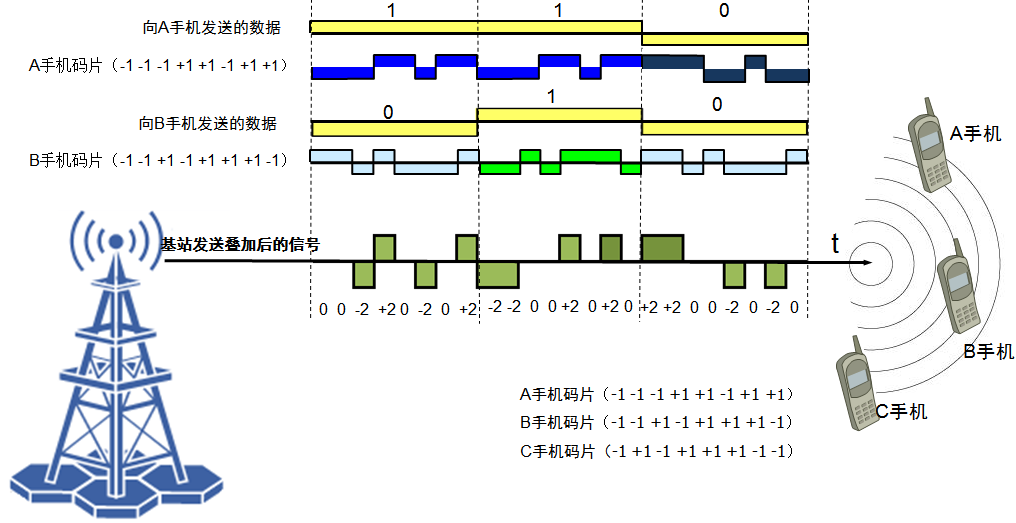 1 1 0
向A手机发送的数据
A手机码片（-1 -1 -1 +1 +1 -1 +1 +1）
1
0 0
向B手机发送的数据
B手机码片（-1 -1 +1 -1 +1 +1 +1 -1）
A手机
基站发送叠加后的信号
t
0 0 -2 +2 0 -2 0 +2 -2 -2 0 0 +2 0 +2 0 +2 +2 0 0 -2 0 -2 0
B手机
A手机码片（-1 -1 -1 +1 +1 -1 +1 +1）
B手机码片（-1 -1 +1 -1 +1 +1 +1 -1）
C手机
C手机码片（-1 +1 -1 +1 +1 +1 -1 -1）